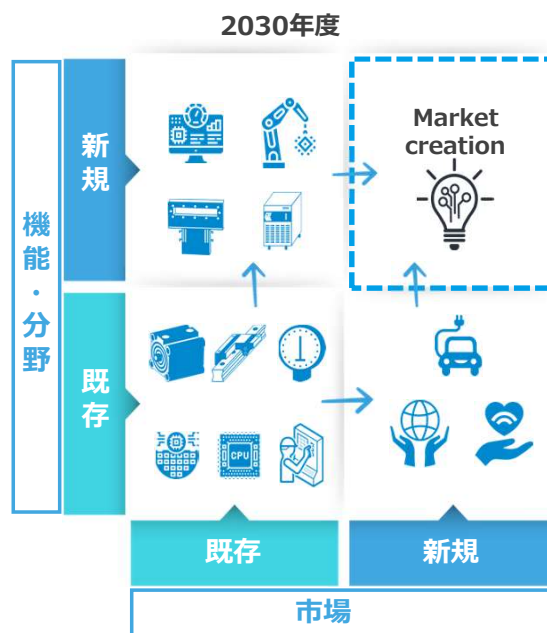 2030年度
新規
Market
creation
機能・分野
既存
CPU
既存
新規
市場